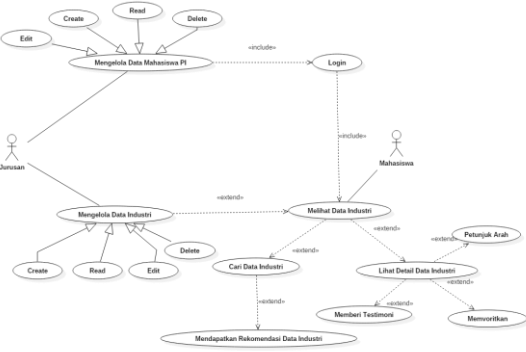 Read
Create
Delete
Edit
«include»
Mengelola Data Mahasiswa PI
Login
«include»
Jurusan
Mahasiswa
«extend»
Mengelola Data Industri
Melihat Data Industri
«extend»
Petunjuk Arah
«extend»
Delete
«extend»
Create
Read
Edit
Cari Data Industri
Lihat Detail Data Industri
«extend»
«extend»
«extend»
Memberi Testimoni
Memvoritkan
Mendapatkan Rekomendasi Data Industri